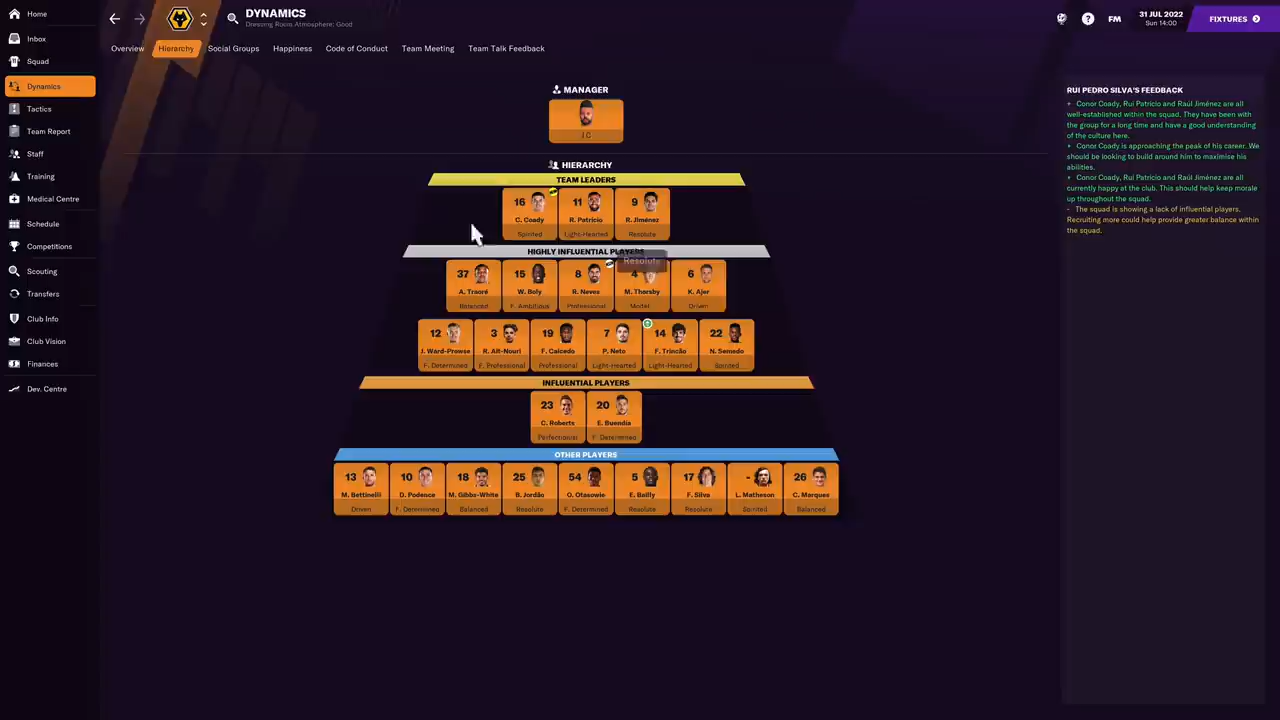 Home
Inbox
Squad
Dynamics
Tactics
Team Report
Staff
Training
Medical Centre
Schedule
Competitions
Scouting
Transfers
Club Info
Club Vision
Finances
Dev. Centre
DYNAMICS
Dressing Room Atmosphere: Good
FM
31 JUL 2022
Sun 14:00
FIXTURES
Overview
Hierarchy
Social Groups
Happiness
Code of Conduct
Team Meeting
Team Talk Feedback
MANAGER
J C
HIERARCHY
TEAM LEADERS
16 11 9
C. Coady R. Patrício R. Jiménez
Spirited Light-Hearted Resolute
HIGHLY INFLUENTIAL PLAYERS
Resolute
37 15 8 4 6
A. Traoré W. Boly R. Neves M. Thorsby K. Ajer
Balanced F. Ambitious Professional Model Driven
12 3 19 7 14 22
J. Ward-Prowse R. Aït-Nouri F. Caicedo P. Neto F. Trincão N. Semedo
F. Determined F. Professional Professional Light-Hearted Light-Hearted Spirited
INFLUENTIAL PLAYERS
23 20
C. Roberts E. Buendía
Perfectionist F. Determined
OTHER PLAYERS
13 10 18 25 54 5 17 - 26
M. Bettinelli D. Podence M. Gibbs-White B. Jordão O. Otasowie E. Bailly F. Silva L. Matheson C. Marques
Driven F. Determined Balanced Resolute F. Determined Resolute Resolute Spirited Balanced
RUI PEDRO SILVA'S FEEDBACK
+ Conor Coady, Rui Patrício and Raúl Jiménez are all
well-established within the squad. They have been with
the group for a long time and have a good understanding
of the culture here.
+ Conor Coady is approaching the peak of his career. We
should be looking to build around him to maximise his
abilities.
+ Conor Coady, Rui Patrício and Raúl Jiménez are all
currently happy at the club. This should help keep morale
up throughout the squad.
- The squad is showing a lack of influential players.
Recruiting more could help provide greater balance within
the squad.